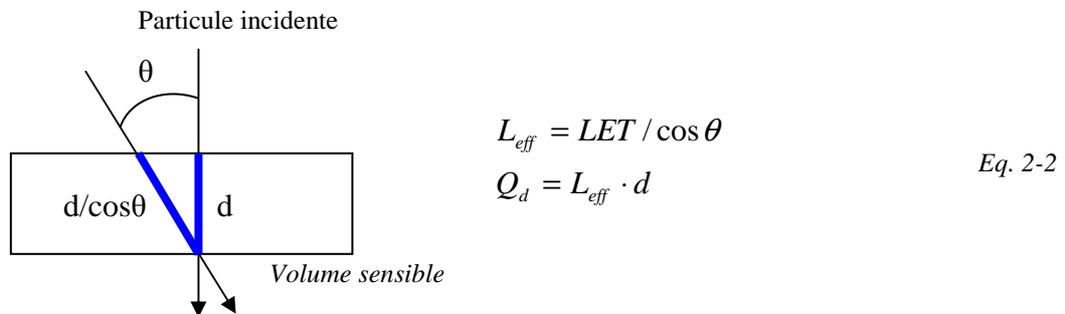 Particule incidente
θ
d/cosθ
d
Volume sensible
L_eff = LET / cos θ
Q_d = L_eff · d
Eq. 2-2